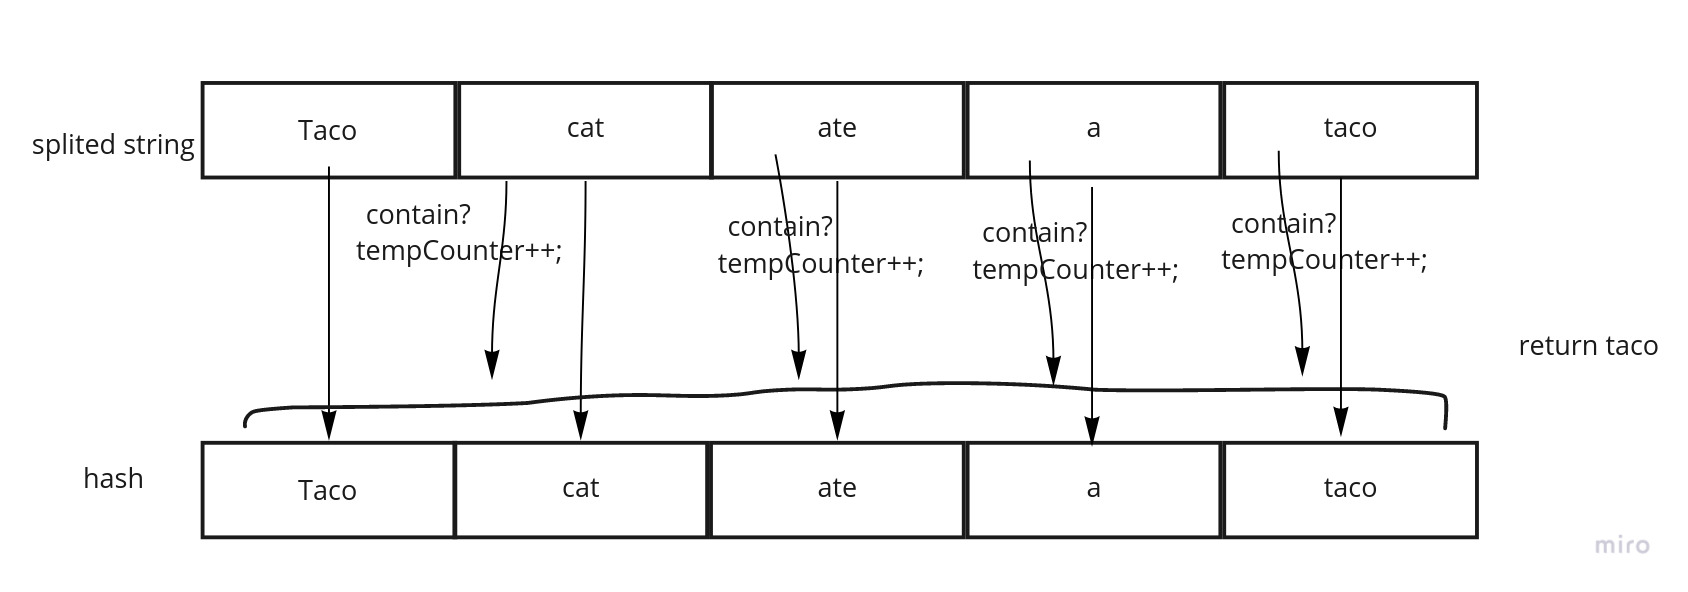 Taco
cat
ate
a
taco
splited string
contain?
tempCounter++;
contain?
tempCounter++;
contain?
tempCounter++;
contain?
tempCounter++;
return taco
hash
Taco
cat
ate
a
taco
miro